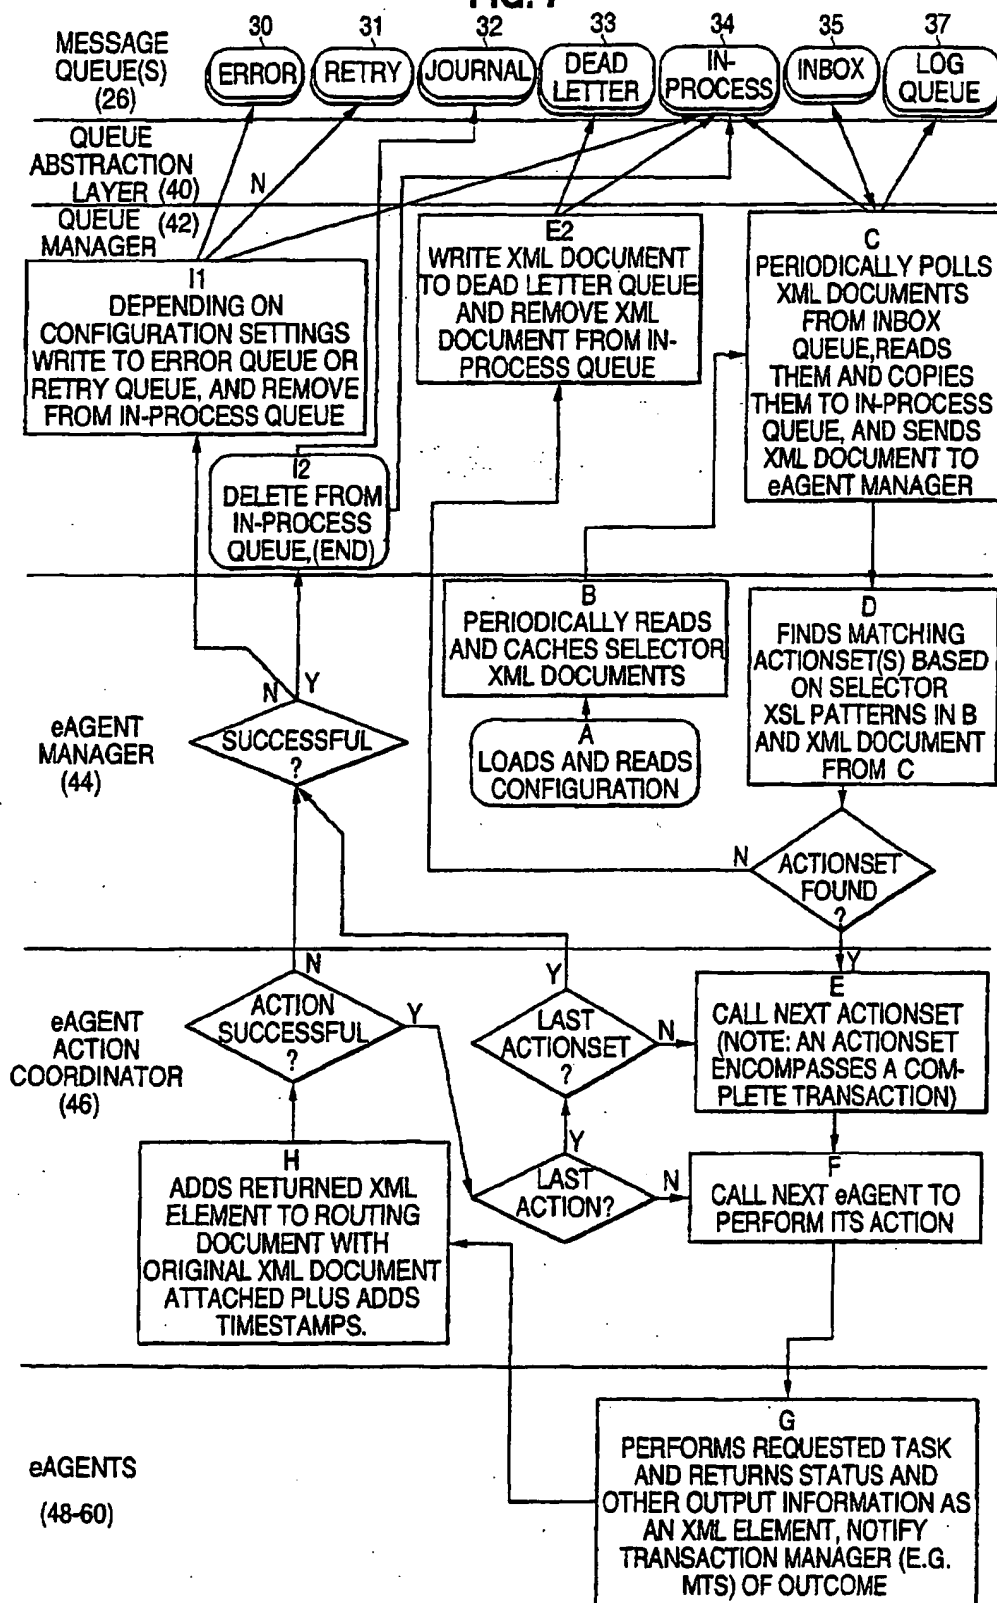 FIG. 7
30
31
32
33
34
35
37
MESSAGE
QUEUE(S)
(26)
ERROR
RETRY
JOURNAL
DEAD
LETTER
IN-
PROCESS
INBOX
LOG
QUEUE
QUEUE
ABSTRACTION
LAYER (40)
N
QUEUE (42)
MANAGER
I1
DEPENDING ON
CONFIGURATION SETTINGS
WRITE TO ERROR QUEUE OR
RETRY QUEUE, AND REMOVE
FROM IN-PROCESS QUEUE
E2
WRITE XML DOCUMENT
TO DEAD LETTER QUEUE
AND REMOVE XML
DOCUMENT FROM IN-
PROCESS QUEUE
C
PERIODICALLY POLLS
XML DOCUMENTS
FROM INBOX
QUEUE,READS
THEM AND COPIES
THEM TO IN-PROCESS
QUEUE, AND SENDS
XML DOCUMENT TO
eAGENT MANAGER
I2
DELETE FROM
IN-PROCESS
QUEUE,(END)
eAGENT
MANAGER
(44)
N
Y
SUCCESSFUL
?
B
PERIODICALLY READS
AND CACHES SELECTOR
XML DOCUMENTS
A
LOADS AND READS
CONFIGURATION
D
FINDS MATCHING
ACTIONSET(S) BASED
ON SELECTOR
XSL PATTERNS IN B
AND XML DOCUMENT
FROM C
N
ACTIONSET
FOUND
?
Y
eAGENT
ACTION
COORDINATOR
(46)
N
ACTION
SUCCESSFUL
?
Y
Y
LAST
ACTIONSET
?
N
E
CALL NEXT ACTIONSET
(NOTE: AN ACTIONSET
ENCOMPASSES A COM-
PLETE TRANSACTION)
H
ADDS RETURNED XML
ELEMENT TO ROUTING
DOCUMENT WITH
ORIGINAL XML DOCUMENT
ATTACHED PLUS ADDS
TIMESTAMPS.
Y
LAST
ACTION?
N
F
CALL NEXT eAGENT TO
PERFORM ITS ACTION
eAGENTS
(48-60)
G
PERFORMS REQUESTED TASK
AND RETURNS STATUS AND
OTHER OUTPUT INFORMATION AS
AN XML ELEMENT, NOTIFY
TRANSACTION MANAGER (E.G.
MTS) OF OUTCOME